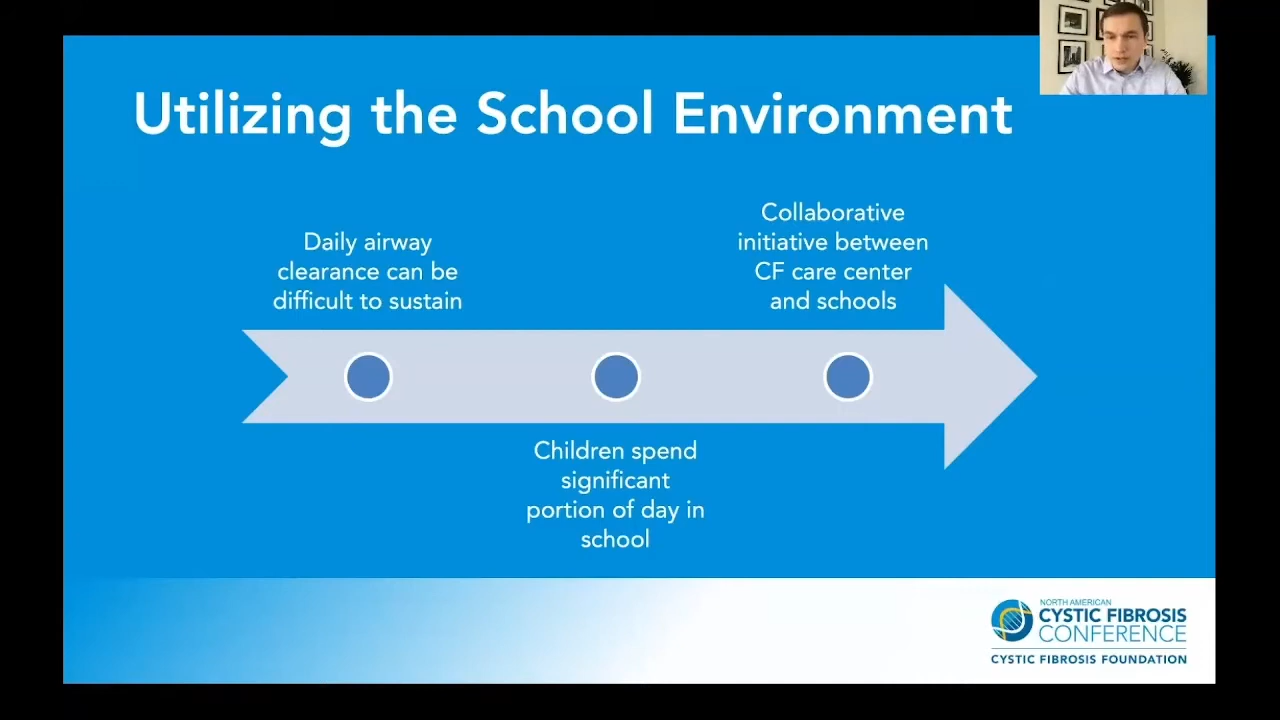 Utilizing the School Environment
Daily airway
clearance can be
difficult to sustain
Children spend
significant
portion of day in
school
Collaborative
initiative between
CF care center
and schools
NORTH AMERICAN
CYSTIC FIBROSIS
CONFERENCE
CYSTIC FIBROSIS FOUNDATION